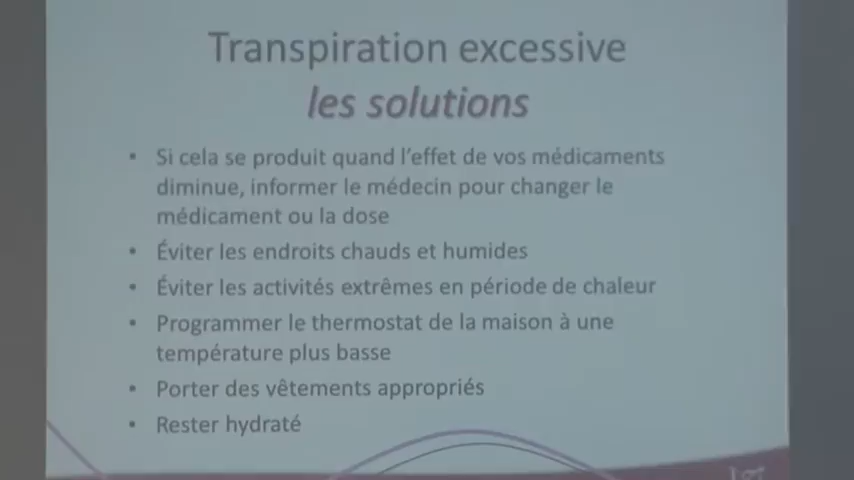 Transpiration excessive
les solutions
• Si cela se produit quand l'effet de vos médicaments
diminue, informer le médecin pour changer le
médicament ou la dose
• Éviter les endroits chauds et humides
• Éviter les activités extrêmes en période de chaleur
• Programmer le thermostat de la maison à une
température plus basse
• Porter des vêtements appropriés
• Rester hydraté